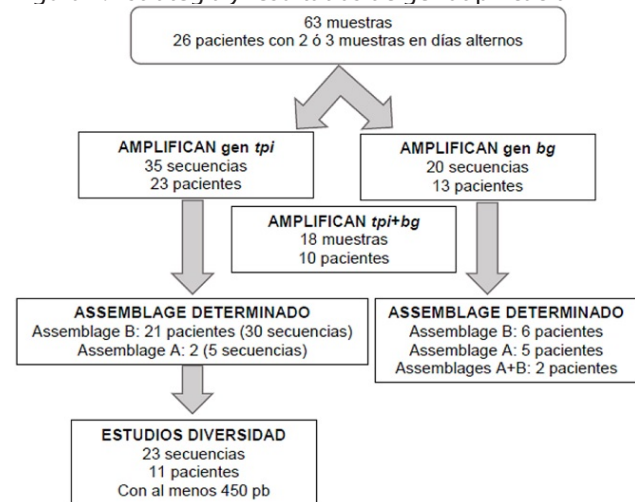 63 muestras
26 pacientes con 2 ó 3 muestras en días alternos
AMPLIFICAN gen tpi
35 secuencias
23 pacientes
AMPLIFICAN gen bg
20 secuencias
13 pacientes
AMPLIFICAN tpi+bg
18 muestras
10 pacientes
ASSEMBLAGE DETERMINADO
Assemblage B: 21 pacientes (30 secuencias)
Assemblage A: 2 (5 secuencias)
ASSEMBLAGE DETERMINADO
Assemblage B: 6 pacientes
Assemblage A: 5 pacientes
Assemblages A+B: 2 pacientes
ESTUDIOS DIVERSIDAD
23 secuencias
11 pacientes
Con al menos 450 pb